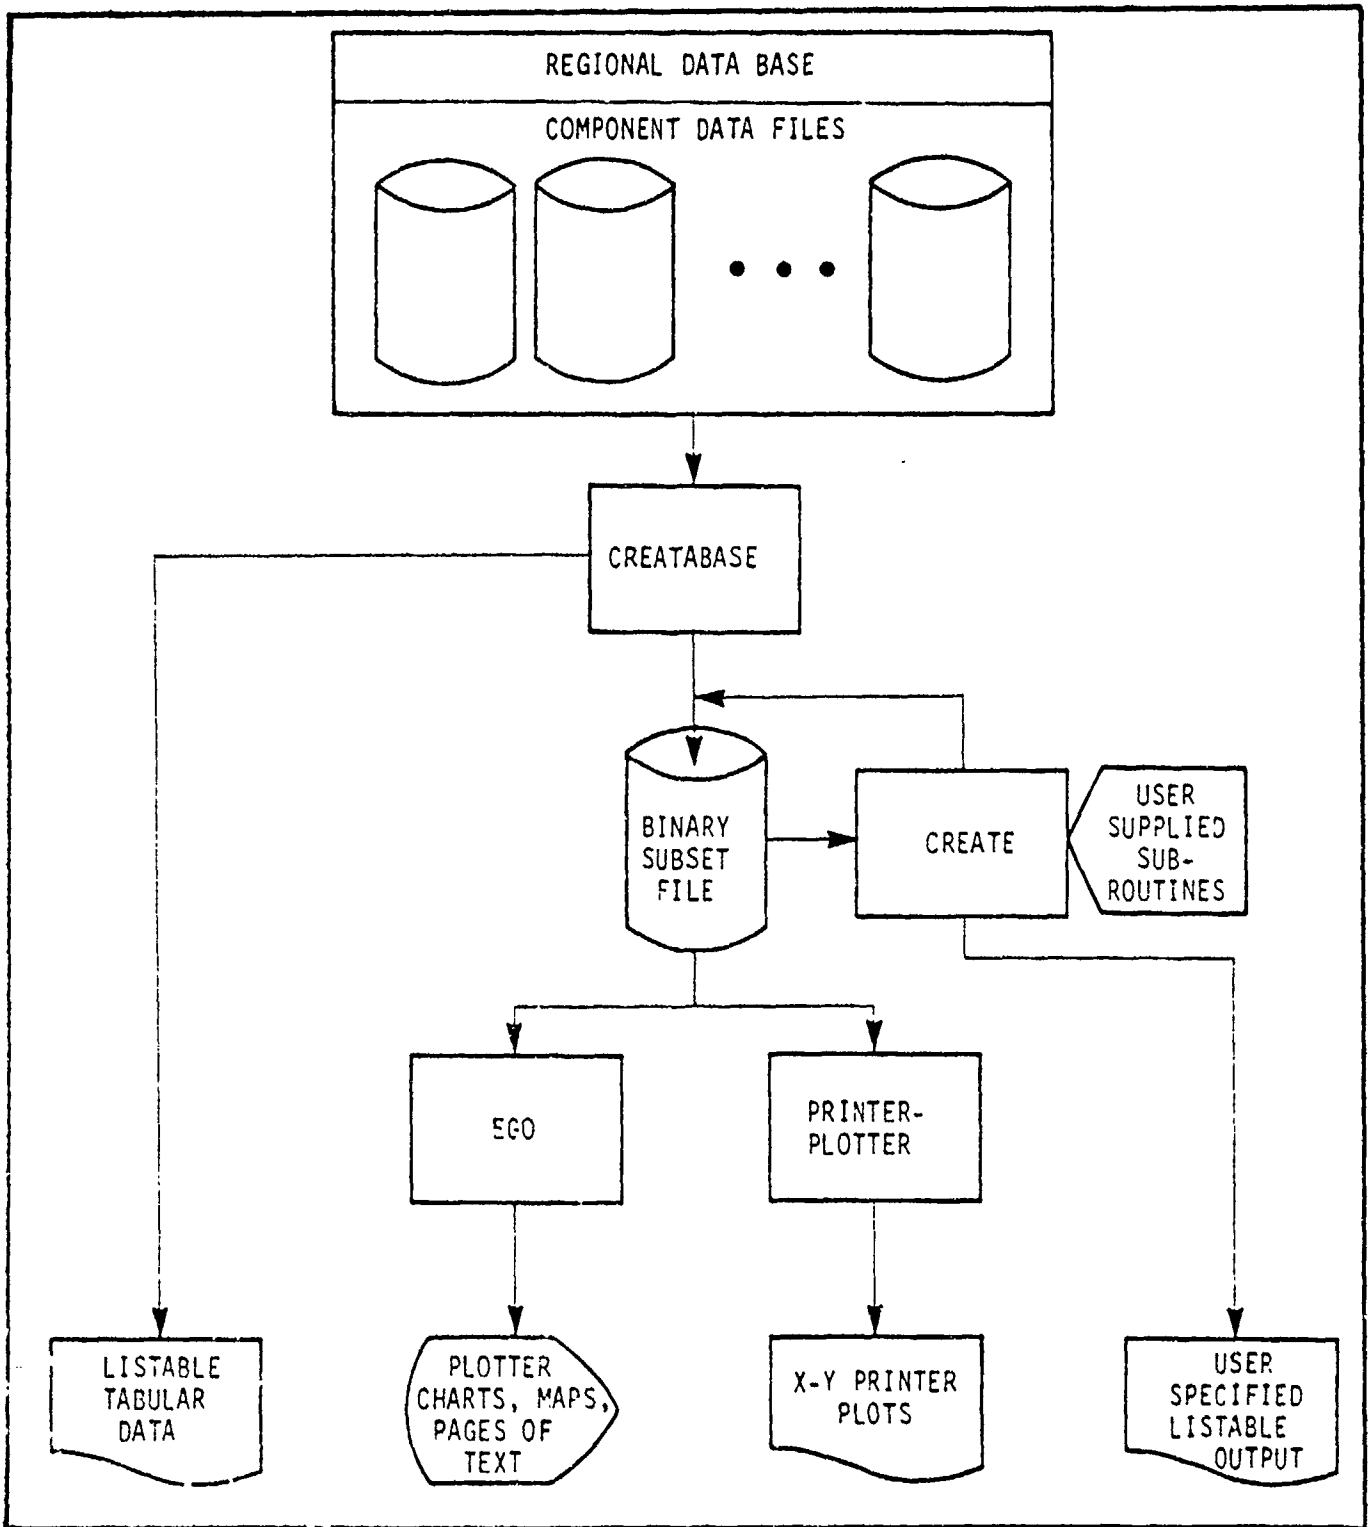 REGIONAL DATA BASE
COMPONENT DATA FILES
CREATABASE
BINARY
SUBSET
FILE
CREATE
USER
SUPPLIED
SUB-
ROUTINES
EGO
PRINTER-
PLOTTER
LISTABLE
TABULAR
DATA
PLOTTER
CHARTS, MAPS,
PAGES OF
TEXT
X-Y PRINTER
PLOTS
USER
SPECIFIED
LISTABLE
OUTPUT